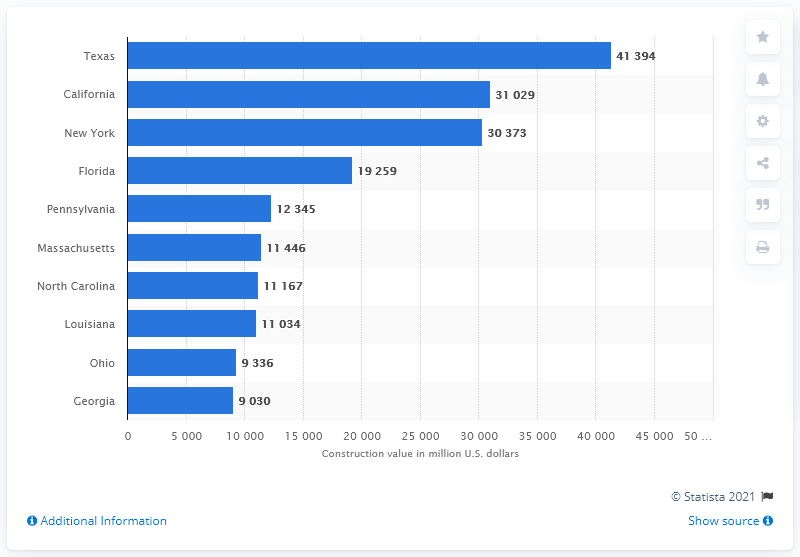 Texas 41 394
California 31 029
New York 30 373
Florida 19 259
Pennsylvania 12 345
Massachusetts 11 446
North Carolina 11 167
Louisiana 11 034
Ohio 9 336
Georgia 9 030
0 5 000 10 000 15 000 20 000 25 000 30 000 35 000 40 000 45 000 50 ...
Construction value in million U.S. dollars
© Statista 2021
Additional Information Show source